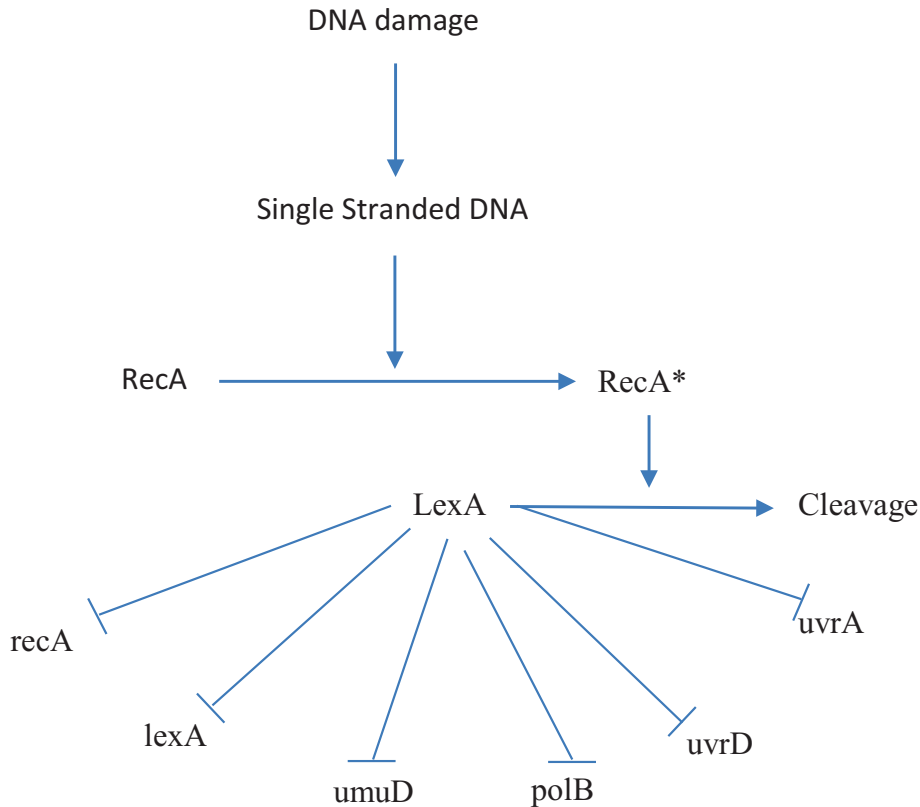 DNA damage
Single Stranded DNA
RecA
RecA*
LexA
Cleavage
recA
lexA
umuD
polB
uvrD
uvrA